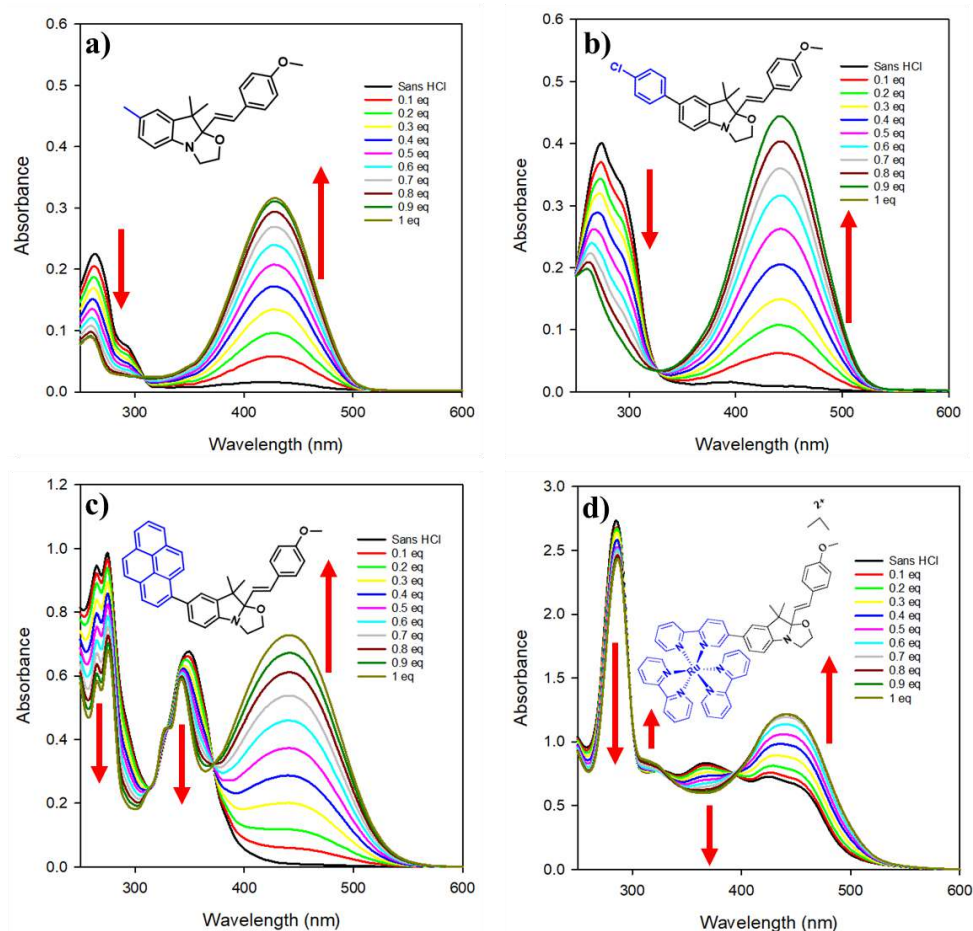 a)
0.6
0.5
0.4
0.3
0.2
0.1
0.0
Absorbance
300
400
500
600
Wavelength (nm)
O
N
O
Sans HCl
0.1 eq
0.2 eq
0.3 eq
0.4 eq
0.5 eq
0.6 eq
0.7 eq
0.8 eq
0.9 eq
1 eq
b)
0.6
0.5
0.4
0.3
0.2
0.1
0.0
Absorbance
300
400
500
600
Wavelength (nm)
Cl
O
N
O
Sans HCl
0.1 eq
0.2 eq
0.3 eq
0.4 eq
0.5 eq
0.6 eq
0.7 eq
0.8 eq
0.9 eq
1 eq
c)
1.2
1.0
0.8
0.6
0.4
0.2
0.0
Absorbance
300
400
500
600
Wavelength (nm)
O
N
O
Sans HCl
0.1 eq
0.2 eq
0.3 eq
0.4 eq
0.5 eq
0.6 eq
0.7 eq
0.8 eq
0.9 eq
1 eq
d)
3.0
2.5
2.0
1.5
1.0
0.5
0.0
Absorbance
300
400
500
600
Wavelength (nm)
2+
O
O
N
N
N
N
Ru
N
N
N
Sans HCl
0.1 eq
0.2 eq
0.3 eq
0.4 eq
0.5 eq
0.6 eq
0.7 eq
0.8 eq
0.9 eq
1 eq